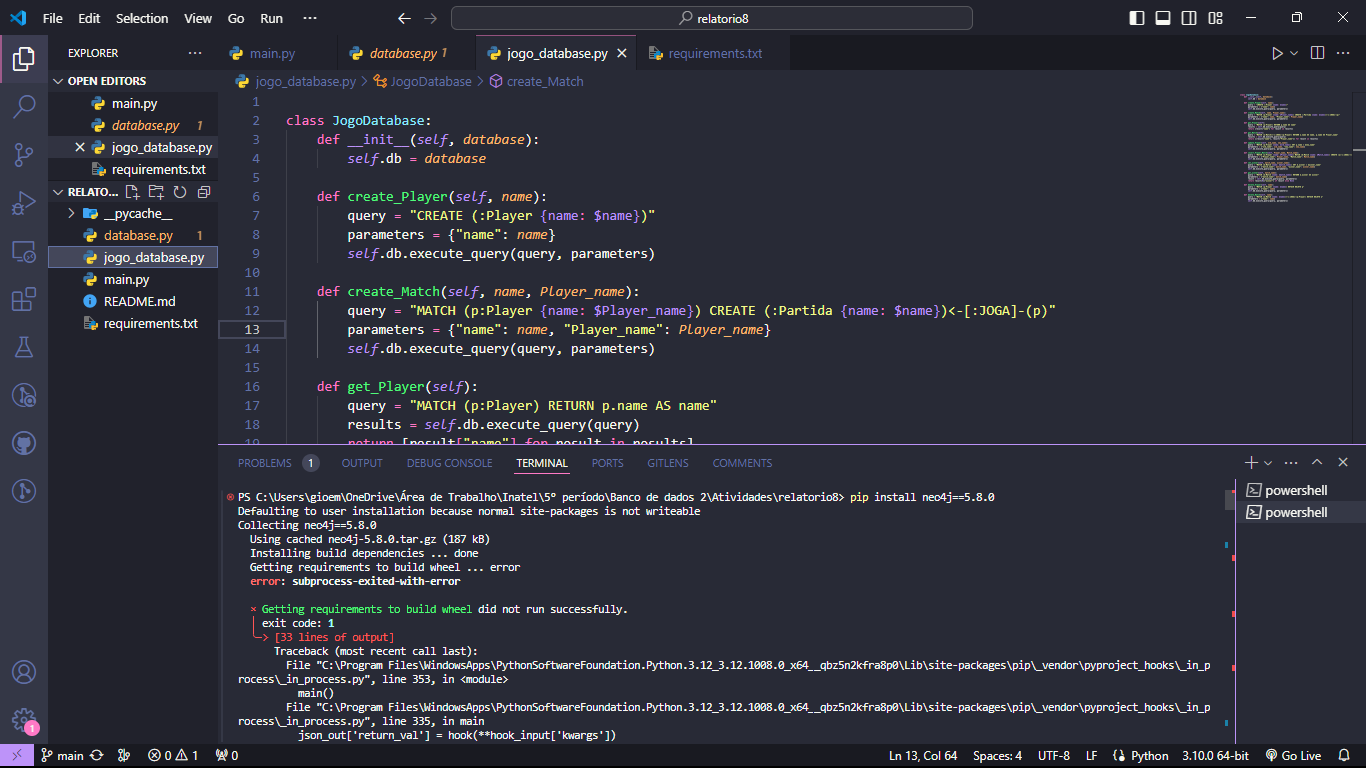 File Edit Selection View Go Run ··· relatorio8
EXPLORER ···
OPEN EDITORS
main.py
database.py 1
jogo_database.py
requirements.txt
RELATO...
__pycache__
database.py 1
jogo_database.py
main.py
README.md
requirements.txt
main.py database.py 1 jogo_database.py requirements.txt
jogo_database.py > JogoDatabase > create_Match
1
2 class JogoDatabase:
3 def __init__(self, database):
4 self.db = database
5
6 def create_Player(self, name):
7 query = "CREATE (:Player {name: $name})"
8 parameters = {"name": name}
9 self.db.execute_query(query, parameters)
10
11 def create_Match(self, name, Player_name):
12 query = "MATCH (p:Player {name: $Player_name}) CREATE (:Partida {name: $name})<-[:JOGA]-(p)"
13 parameters = {"name": name, "Player_name": Player_name}
14 self.db.execute_query(query, parameters)
15
16 def get_Player(self):
17 query = "MATCH (p:Player) RETURN p.name AS name"
18 results = self.db.execute_query(query)
19 return [result["name"] for result in results]
PROBLEMS 1 OUTPUT DEBUG CONSOLE TERMINAL PORTS GITLENS COMMENTS
PS C:\Users\gioem\OneDrive\Área de Trabalho\Inatel\5º período\Banco de dados 2\Atividades\relatorio8> pip install neo4j==5.8.0
Defaulting to user installation because normal site-packages is not writeable
Collecting neo4j==5.8.0
Using cached neo4j-5.8.0.tar.gz (187 kB)
Installing build dependencies ... done
Getting requirements to build wheel ... error
error: subprocess-exited-with-error
× Getting requirements to build wheel did not run successfully.
│ exit code: 1
╰─> [33 lines of output]
Traceback (most recent call last):
File "C:\Program Files\WindowsApps\PythonSoftwareFoundation.Python.3.12_3.12.1008.0_x64__qbz5n2kfra8p0\Lib\site-packages\pip\_vendor\pyproject_hooks\_in_p
rocess\_in_process.py", line 353, in <module>
main()
File "C:\Program Files\WindowsApps\PythonSoftwareFoundation.Python.3.12_3.12.1008.0_x64__qbz5n2kfra8p0\Lib\site-packages\pip\_vendor\pyproject_hooks\_in_p
rocess\_in_process.py", line 335, in main
json_out['return_val'] = hook(**hook_input['kwargs'])
powershell
powershell
1
main 0 1 0 Ln 13, Col 64 Spaces: 4 UTF-8 LF Python 3.10.0 64-bit Go Live